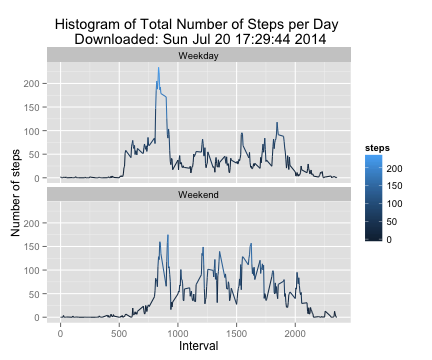 Histogram of Total Number of Steps per Day
Downloaded: Sun Jul 20 17:29:44 2014
Weekday
200
150
100
50
0
Weekend
200
150
100
50
0
Number of steps
0
500
1000
1500
2000
Interval
steps
200
150
100
50
0